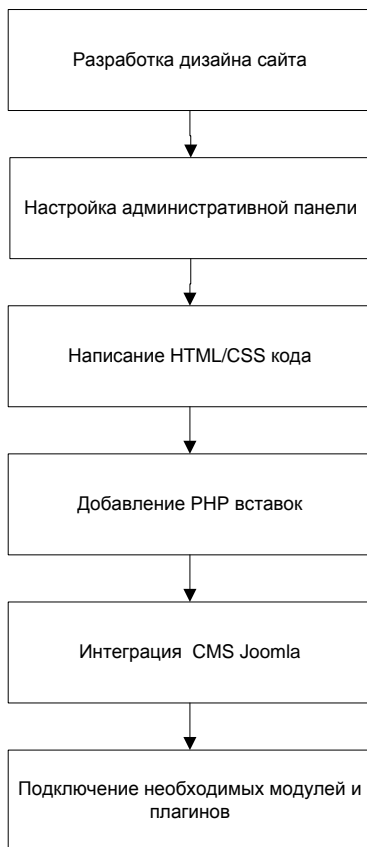 Разработка дизайна сайта
Настройка административной панели
Написание HTML/CSS кода
Добавление PHP вставок
Интеграция  CMS Joomla
Подключение необходимых модулей и
плагинов